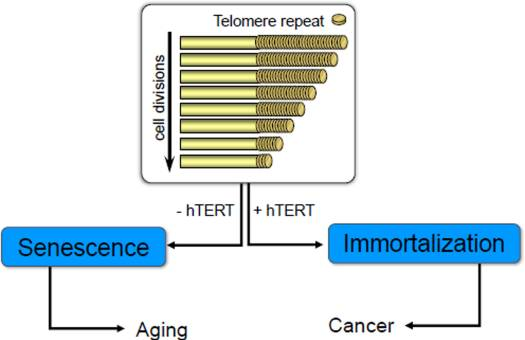 Telomere repeat
cell divisions
- hTERT
+ hTERT
Senescence
Immortalization
Aging
Cancer